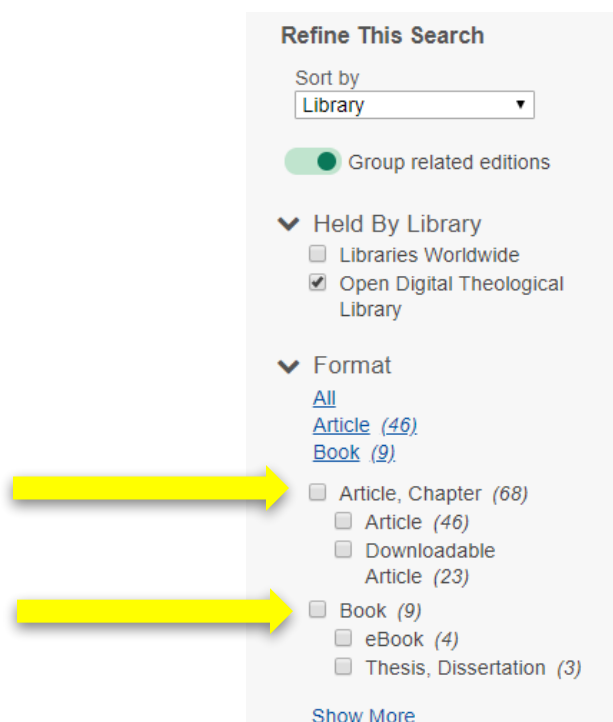 Refine This Search
Sort by
Library
Group related editions
Held By Library
Libraries Worldwide
Open Digital Theological
Library
Format
All
Article (46)
Book (9)
Article, Chapter (68)
Article (46)
Downloadable
Article (23)
Book (9)
eBook (4)
Thesis, Dissertation (3)
Show More